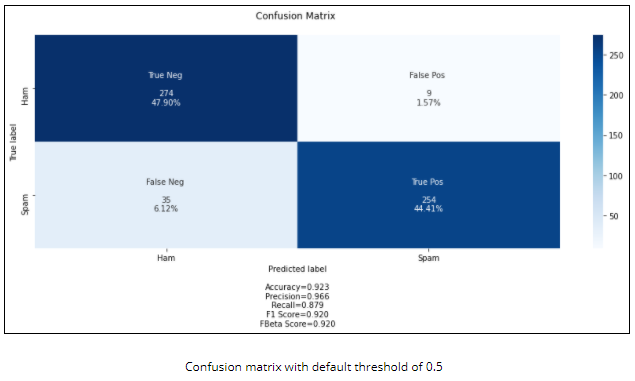 Confusion Matrix
True Neg
274
47.90%
False Pos
9
1.57%
False Neg
35
6.12%
True Pos
254
44.41%
Ham
Spam
True label
Ham
Spam
Predicted label
Accuracy=0.923
Precision=0.966
Recall=0.879
F1 Score=0.920
FBeta Score=0.920
250
200
150
100
50
Confusion matrix with default threshold of 0.5